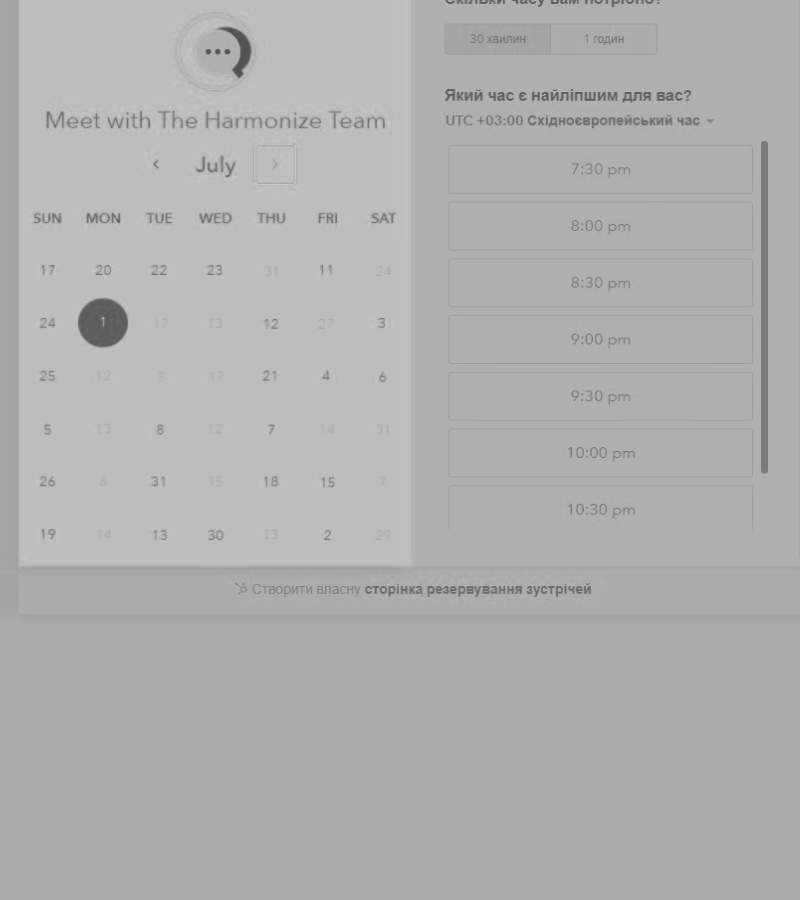 Meet with The Harmonize Team
July
SUN MON TUE WED THU FRI SAT
17 20 22 23 31 11 24
24 1 17 13 12 27 3
25 12 3 17 21 4 6
5 13 8 12 7 14 31
26 6 31 15 18 15 7
19 14 13 30 13 2 29
Скільки часу вам потрібно?
30 хвилин 1 годин
Який час є найліпшим для вас?
UTC +03:00 Східноєвропейський час
7:30 pm
8:00 pm
8:30 pm
9:00 pm
9:30 pm
10:00 pm
10:30 pm
Створити власну сторінка резервування зустрічей